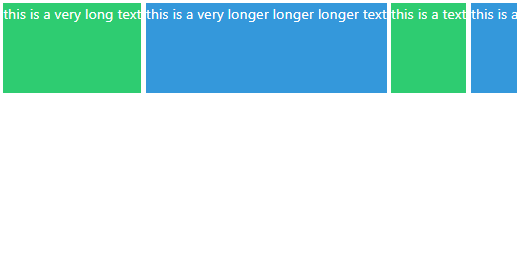 this is a very long text
this is a very longer longer longer text
this is a text
this is a